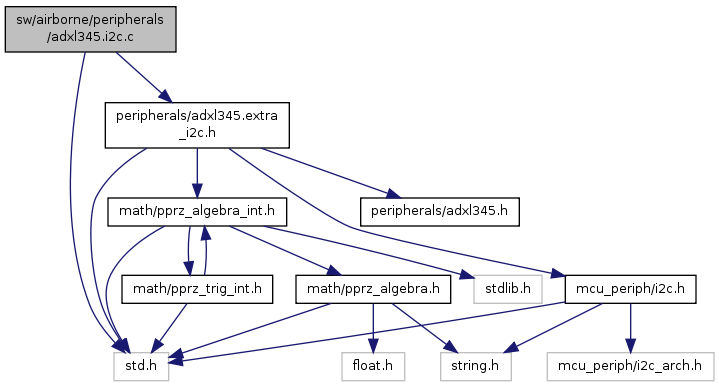 sw/airborne/peripherals
/adxl345.i2c.c
peripherals/adxl345.extra
_i2c.h
math/pprz_algebra_int.h
peripherals/adxl345.h
math/pprz_trig_int.h
math/pprz_algebra.h
stdlib.h
mcu_periph/i2c.h
std.h
float.h
string.h
mcu_periph/i2c_arch.h